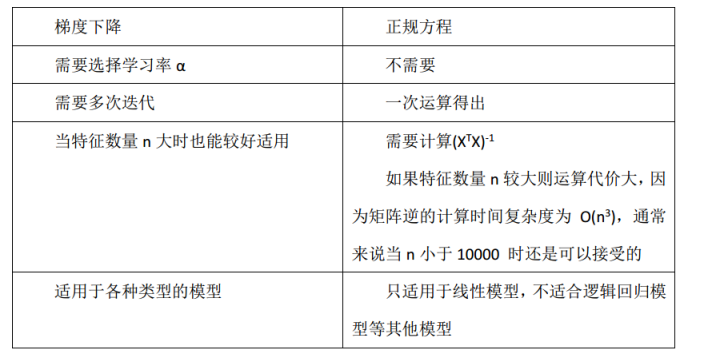 梯度下降 正规方程
需要选择学习率 α 不需要
需要多次迭代 一次运算得出
当特征数量 n 大时也能较好适用 需要计算(XᵀX)⁻¹
如果特征数量 n 较大则运算代价大，因
为矩阵逆的计算时间复杂度为 O(n³)，通常
来说当 n 小于 10000 时还是可以接受的
适用于各种类型的模型 只适用于线性模型，不适合逻辑回归模
型等其他模型